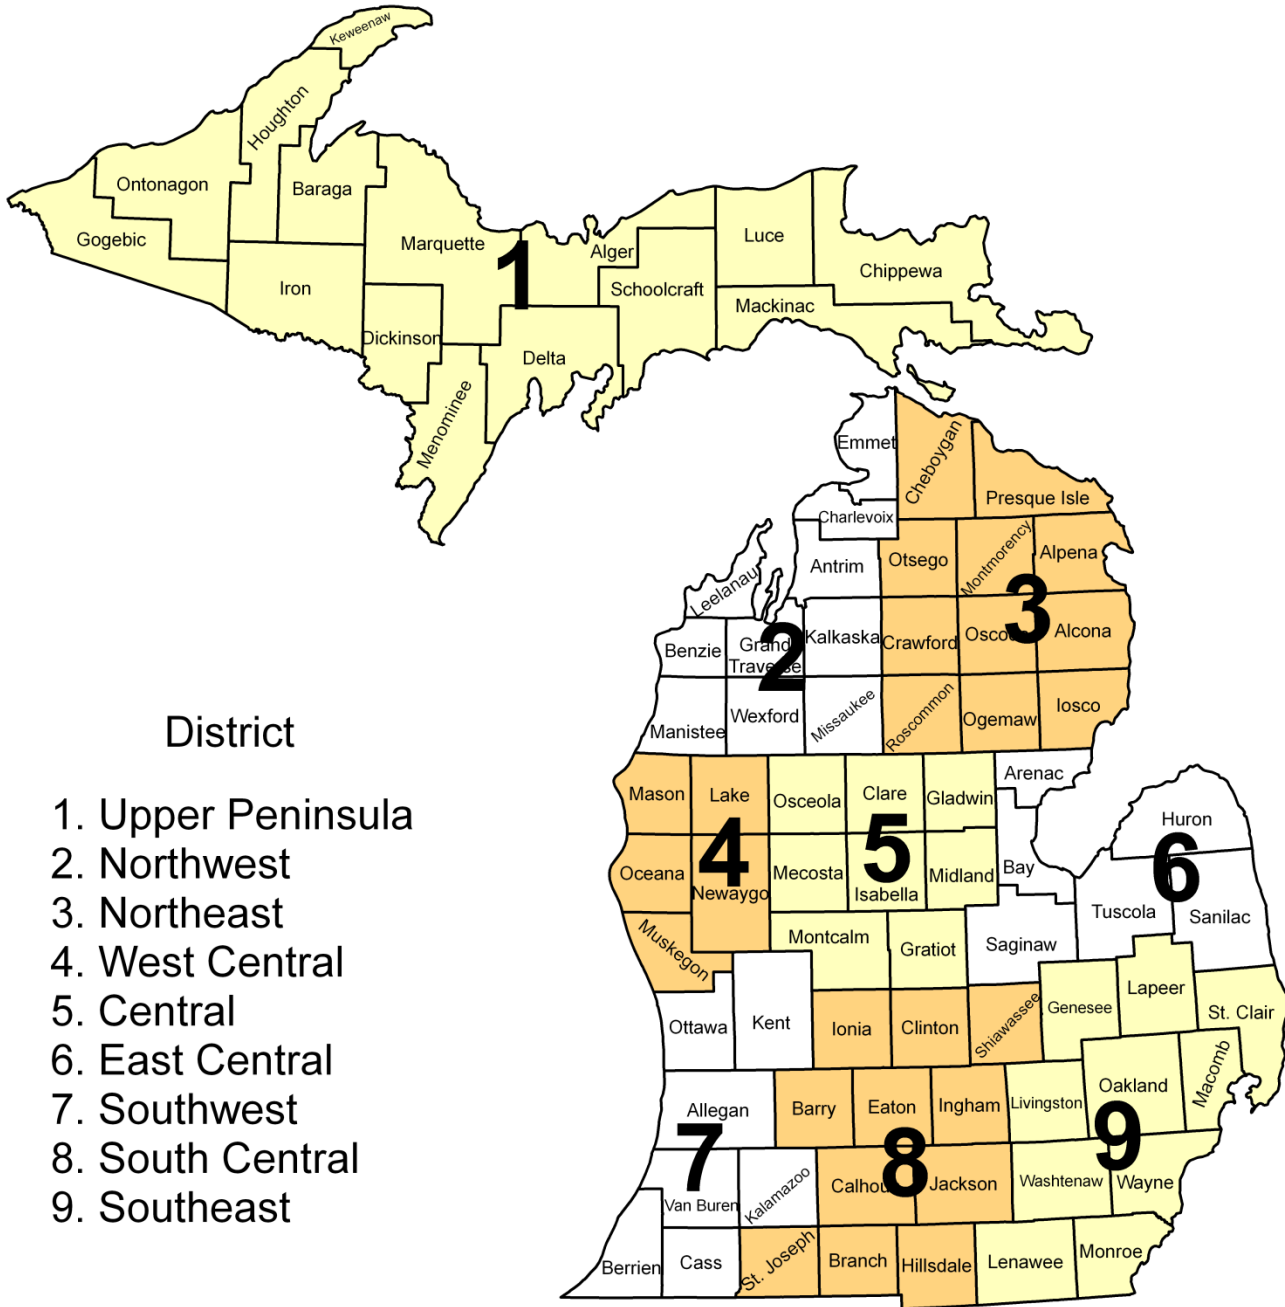 Keweenaw
Houghton
Ontonagon
Baraga
Gogebic
Marquette
1
Alger
Luce
Chippewa
Iron
Schoolcraft
Mackinac
Dickinson
Delta
Menominee
Emmet
Cheboygan
Presque Isle
Charlevoix
Antrim
Otsego
Montmorency
Alpena
Leelanau
3
Benzie
Grand
Traverse
2
Kalkaska
Crawford
Alcona
Manistee
Wexford
Missaukee
Roscommon
Ogemaw
Iosco
District
1. Upper Peninsula
2. Northwest
3. Northeast
4. West Central
5. Central
6. East Central
7. Southwest
8. South Central
9. Southeast
Mason
Lake
Osceola
Clare
Gladwin
Arenac
Huron
4
5
6
Oceana
Newaygo
Mecosta
Isabella
Midland
Bay
Tuscola
Sanilac
Muskegon
Montcalm
Gratiot
Saginaw
Ottawa
Kent
Ionia
Clinton
Shiawassee
Genesee
Lapeer
St. Clair
Allegan
Barry
Eaton
Ingham
Livingston
Oakland
Macomb
7
8
9
Van Buren
Kalamazoo
Jackson
Washtenaw
Wayne
Berrien
Cass
St. Joseph
Branch
Hillsdale
Lenawee
Monroe